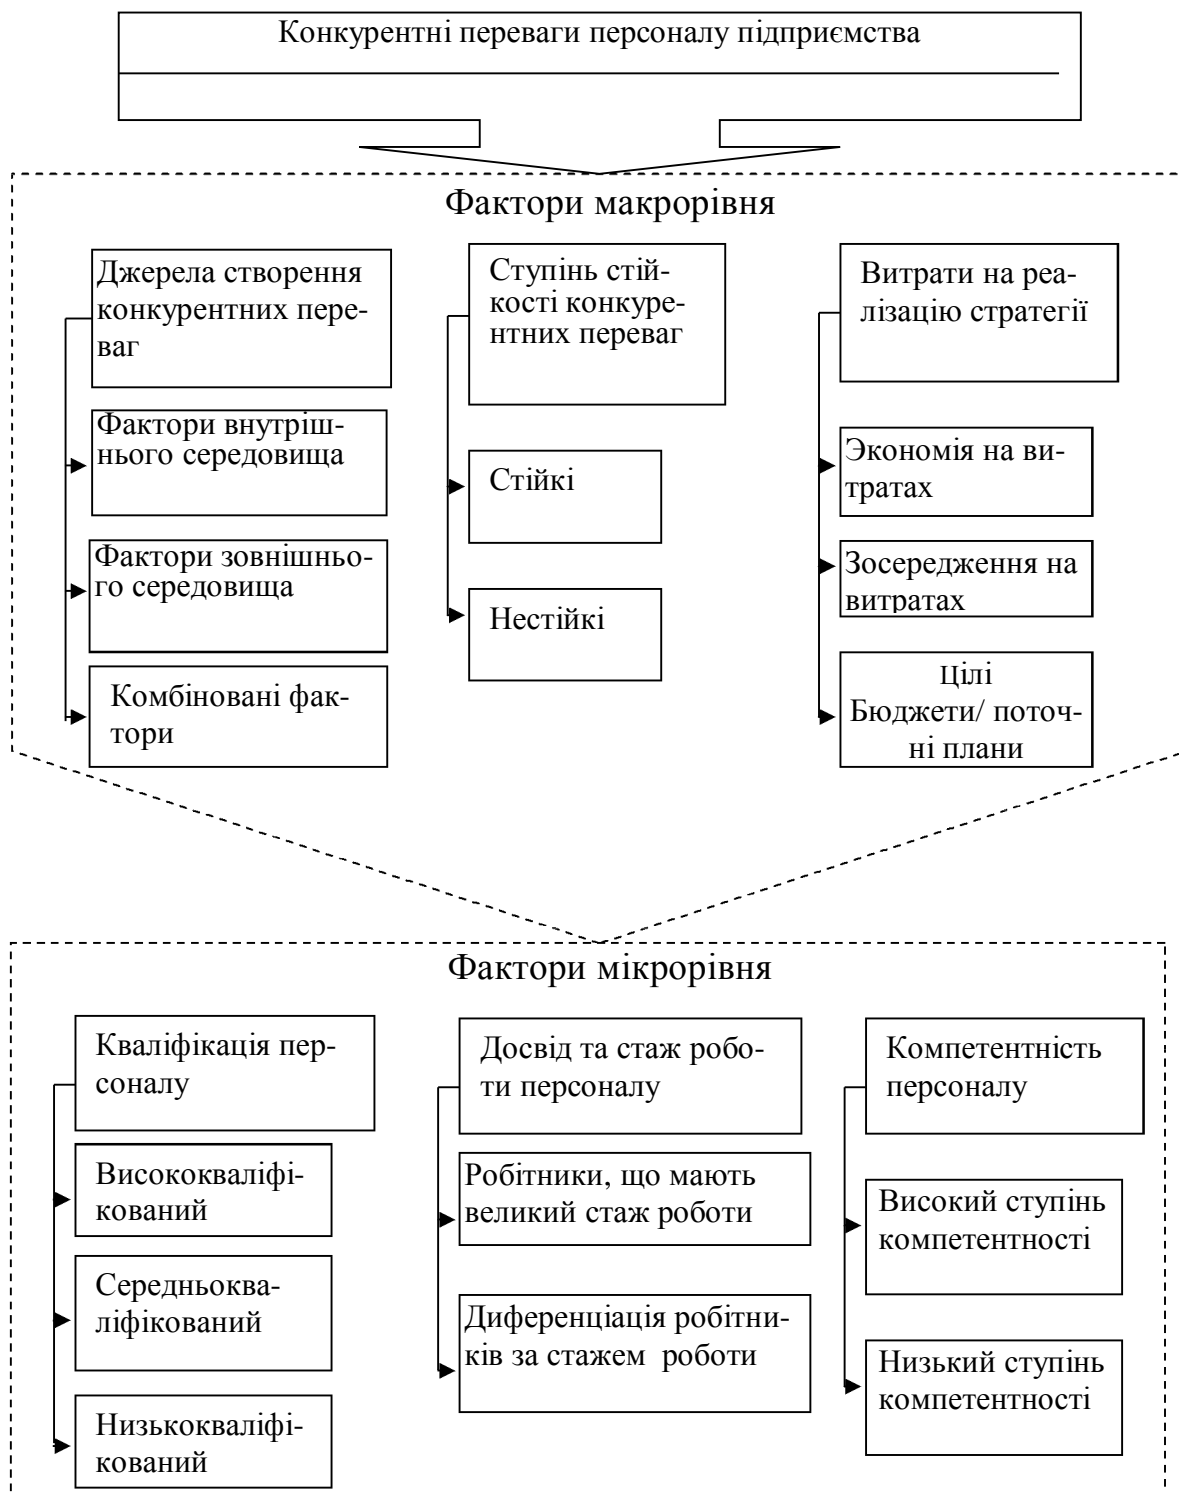 Конкурентні переваги персоналу підприємства
Фактори макрорівня
Джерела створення
конкурентних пере-
ваг
Фактори внутріш-
нього середовища
Фактори зовнішньо-
го середовища
Комбіновані фак-
тори
Ступінь стій-
кості конкуре-
нтних переваг
Стійкі
Нестійкі
Витрати на реа-
лізацію стратегії
Экономія на ви-
тратах
Зосередження на
витратах
Цілі
Бюджети/ поточ-
ні плани
Фактори мікрорівня
Кваліфікація пер-
соналу
Висококваліфі-
кований
Середньоква-
ліфікований
Низькокваліфі-
кований
Досвід та стаж робо-
ти персоналу
Робітники, що мають
великий стаж роботи
Диференціація робітни-
ків за стажем  роботи
Компетентність
персоналу
Високий ступінь
компетентності
Низький ступінь
компетентності